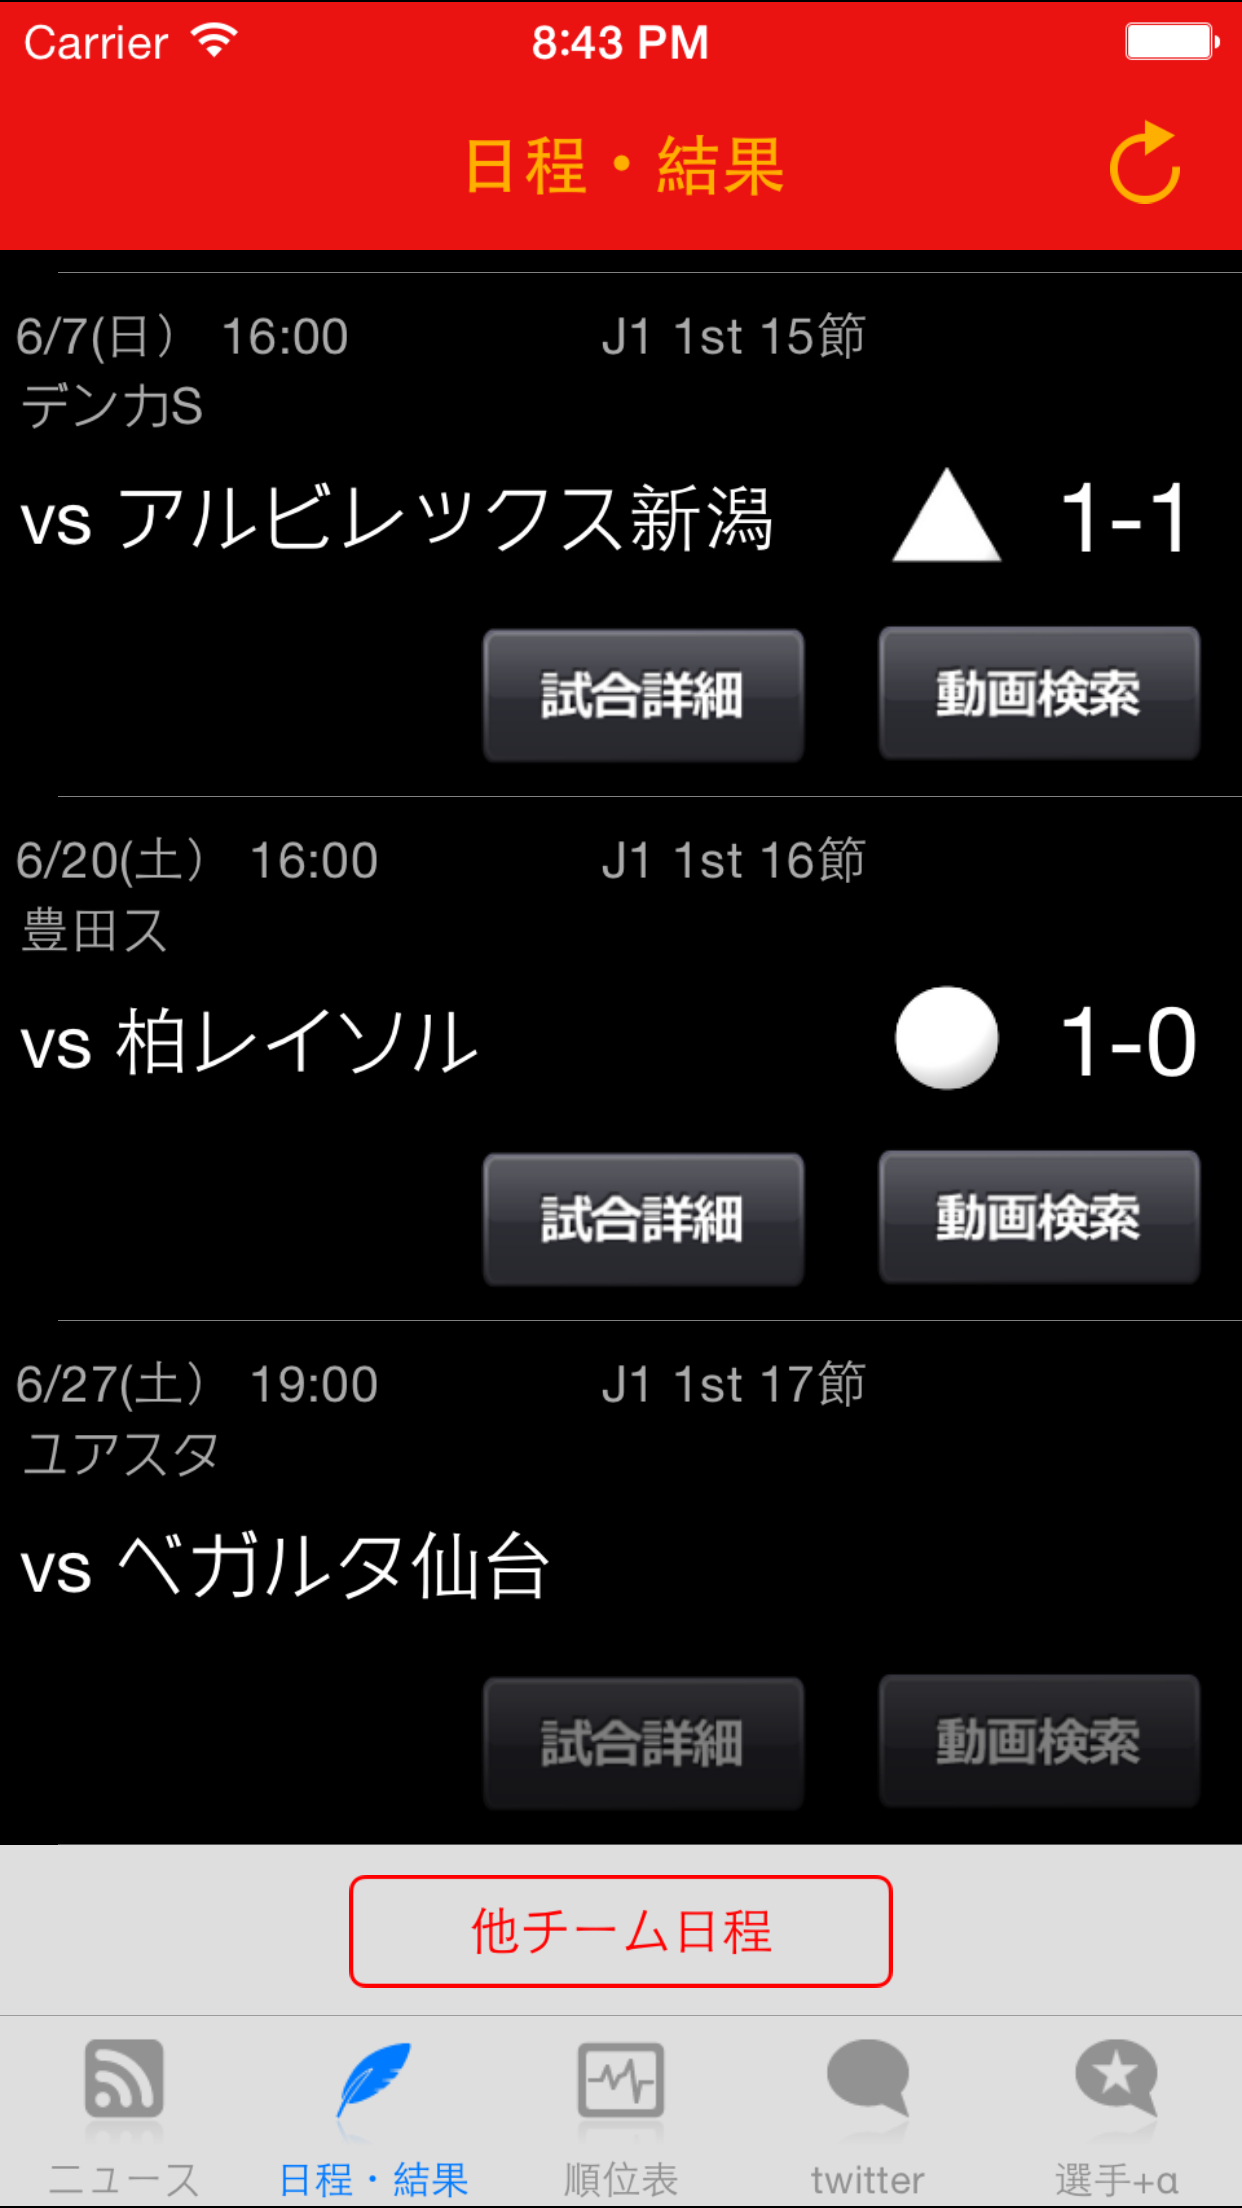 Carrier 8:43 PM
日程・結果
6/7(日） 16:00 J1 1st 15節
デンカS
vs アルビレックス新潟 1-1
試合詳細 動画検索
6/20(土） 16:00 J1 1st 16節
豊田ス
vs 柏レイソル 1-0
試合詳細 動画検索
6/27(土） 19:00 J1 1st 17節
ユアスタ
vs ベガルタ仙台
試合詳細 動画検索
他チーム日程
ニュース 日程・結果 順位表 twitter 選手+α